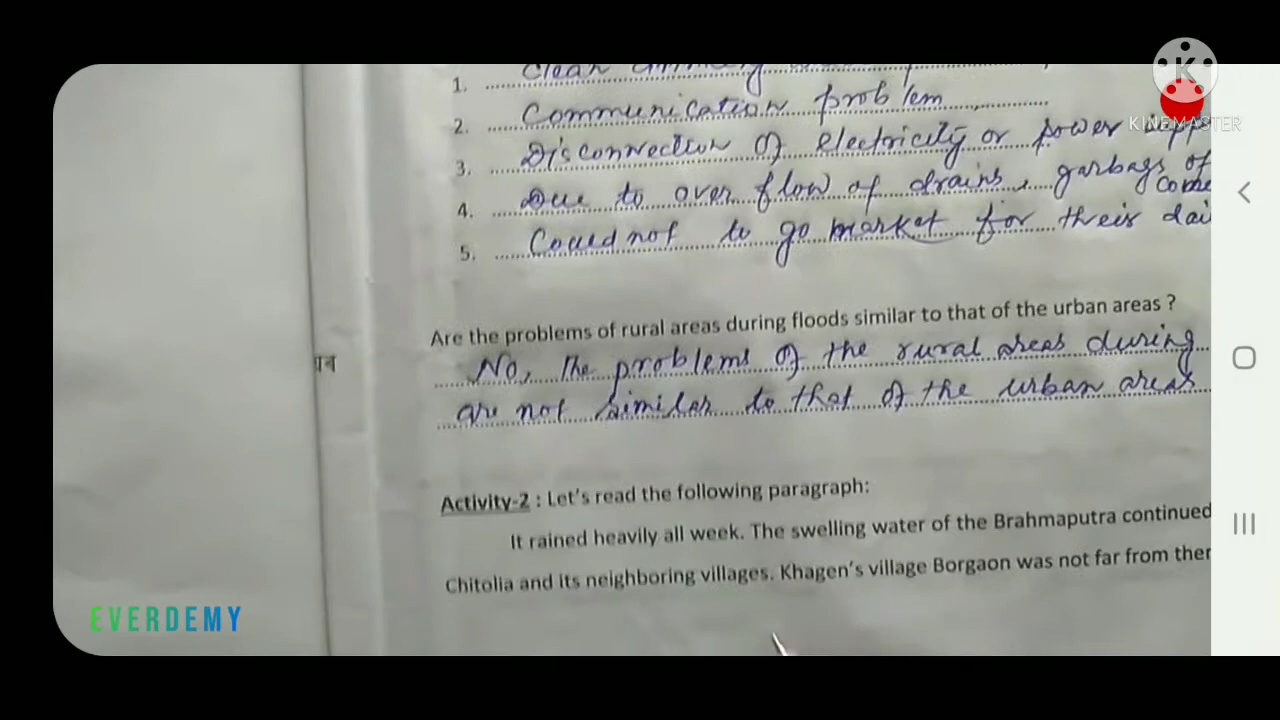 1. Clean
2. Communication problem
3. Disconnection of electricity or power
4. Due to over flow of drains, garbags of
come
5. Could not to go market for their dai
Are the problems of rural areas during floods similar to that of the urban areas ?
No, the problems of the rural areas during
are not similar to that of the urban areas
Activity-2 : Let's read the following paragraph:
It rained heavily all week. The swelling water of the Brahmaputra continued
Chitolia and its neighboring villages. Khagen's village Borgaon was not far from ther
EVERDEMY
K
KINEMASTER